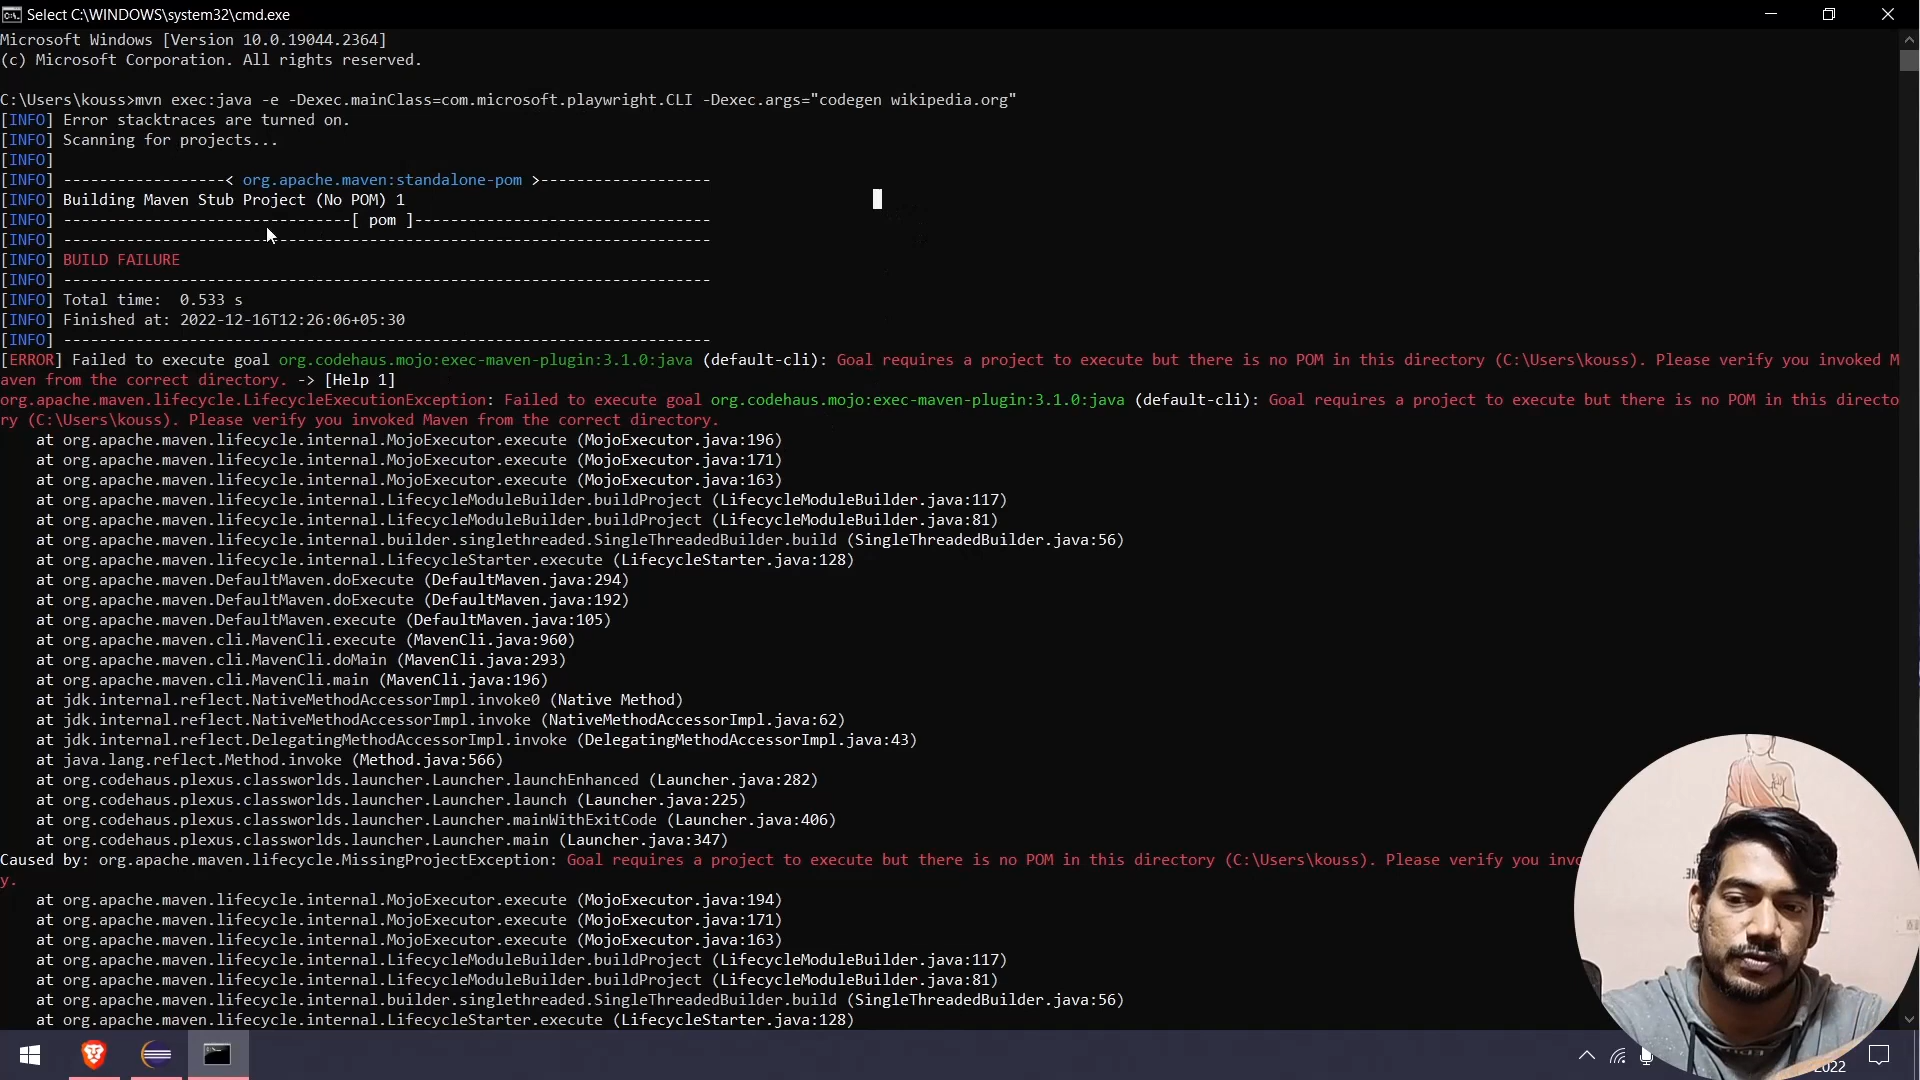 Select C:\WINDOWS\system32\cmd.exe
Microsoft Windows [Version 10.0.19044.2364]
(c) Microsoft Corporation. All rights reserved.
C:\Users\kouss>mvn exec:java -e -Dexec.mainClass=com.microsoft.playwright.CLI -Dexec.args="codegen wikipedia.org"
[INFO] Error stacktraces are turned on.
[INFO] Scanning for projects...
[INFO]
[INFO] ------------------< org.apache.maven:standalone-pom >-------------------
[INFO] Building Maven Stub Project (No POM) 1
[INFO] --------------------------------[ pom ]---------------------------------
[INFO] ------------------------------------------------------------------------
[INFO] BUILD FAILURE
[INFO] ------------------------------------------------------------------------
[INFO] Total time:  0.533 s
[INFO] Finished at: 2022-12-16T12:26:06+05:30
[INFO] ------------------------------------------------------------------------
[ERROR] Failed to execute goal org.codehaus.mojo:exec-maven-plugin:3.1.0:java (default-cli): Goal requires a project to execute but there is no POM in this directory (C:\Users\kouss). Please verify you invoked M
aven from the correct directory. -> [Help 1]
org.apache.maven.lifecycle.LifecycleExecutionException: Failed to execute goal org.codehaus.mojo:exec-maven-plugin:3.1.0:java (default-cli): Goal requires a project to execute but there is no POM in this directo
ry (C:\Users\kouss). Please verify you invoked Maven from the correct directory.
at org.apache.maven.lifecycle.internal.MojoExecutor.execute (MojoExecutor.java:196)
at org.apache.maven.lifecycle.internal.MojoExecutor.execute (MojoExecutor.java:171)
at org.apache.maven.lifecycle.internal.MojoExecutor.execute (MojoExecutor.java:163)
at org.apache.maven.lifecycle.internal.LifecycleModuleBuilder.buildProject (LifecycleModuleBuilder.java:117)
at org.apache.maven.lifecycle.internal.LifecycleModuleBuilder.buildProject (LifecycleModuleBuilder.java:81)
at org.apache.maven.lifecycle.internal.builder.singlethreaded.SingleThreadedBuilder.build (SingleThreadedBuilder.java:56)
at org.apache.maven.lifecycle.internal.LifecycleStarter.execute (LifecycleStarter.java:128)
at org.apache.maven.DefaultMaven.doExecute (DefaultMaven.java:294)
at org.apache.maven.DefaultMaven.doExecute (DefaultMaven.java:192)
at org.apache.maven.DefaultMaven.execute (DefaultMaven.java:105)
at org.apache.maven.cli.MavenCli.execute (MavenCli.java:960)
at org.apache.maven.cli.MavenCli.doMain (MavenCli.java:293)
at org.apache.maven.cli.MavenCli.main (MavenCli.java:196)
at jdk.internal.reflect.NativeMethodAccessorImpl.invoke0 (Native Method)
at jdk.internal.reflect.NativeMethodAccessorImpl.invoke (NativeMethodAccessorImpl.java:62)
at jdk.internal.reflect.DelegatingMethodAccessorImpl.invoke (DelegatingMethodAccessorImpl.java:43)
at java.lang.reflect.Method.invoke (Method.java:566)
at org.codehaus.plexus.classworlds.launcher.Launcher.launchEnhanced (Launcher.java:282)
at org.codehaus.plexus.classworlds.launcher.Launcher.launch (Launcher.java:225)
at org.codehaus.plexus.classworlds.launcher.Launcher.mainWithExitCode (Launcher.java:406)
at org.codehaus.plexus.classworlds.launcher.Launcher.main (Launcher.java:347)
Caused by: org.apache.maven.lifecycle.MissingProjectException: Goal requires a project to execute but there is no POM in this directory (C:\Users\kouss). Please verify you invo
y.
at org.apache.maven.lifecycle.internal.MojoExecutor.execute (MojoExecutor.java:194)
at org.apache.maven.lifecycle.internal.MojoExecutor.execute (MojoExecutor.java:171)
at org.apache.maven.lifecycle.internal.MojoExecutor.execute (MojoExecutor.java:163)
at org.apache.maven.lifecycle.internal.LifecycleModuleBuilder.buildProject (LifecycleModuleBuilder.java:117)
at org.apache.maven.lifecycle.internal.LifecycleModuleBuilder.buildProject (LifecycleModuleBuilder.java:81)
at org.apache.maven.lifecycle.internal.builder.singlethreaded.SingleThreadedBuilder.build (SingleThreadedBuilder.java:56)
at org.apache.maven.lifecycle.internal.LifecycleStarter.execute (LifecycleStarter.java:128)
2022